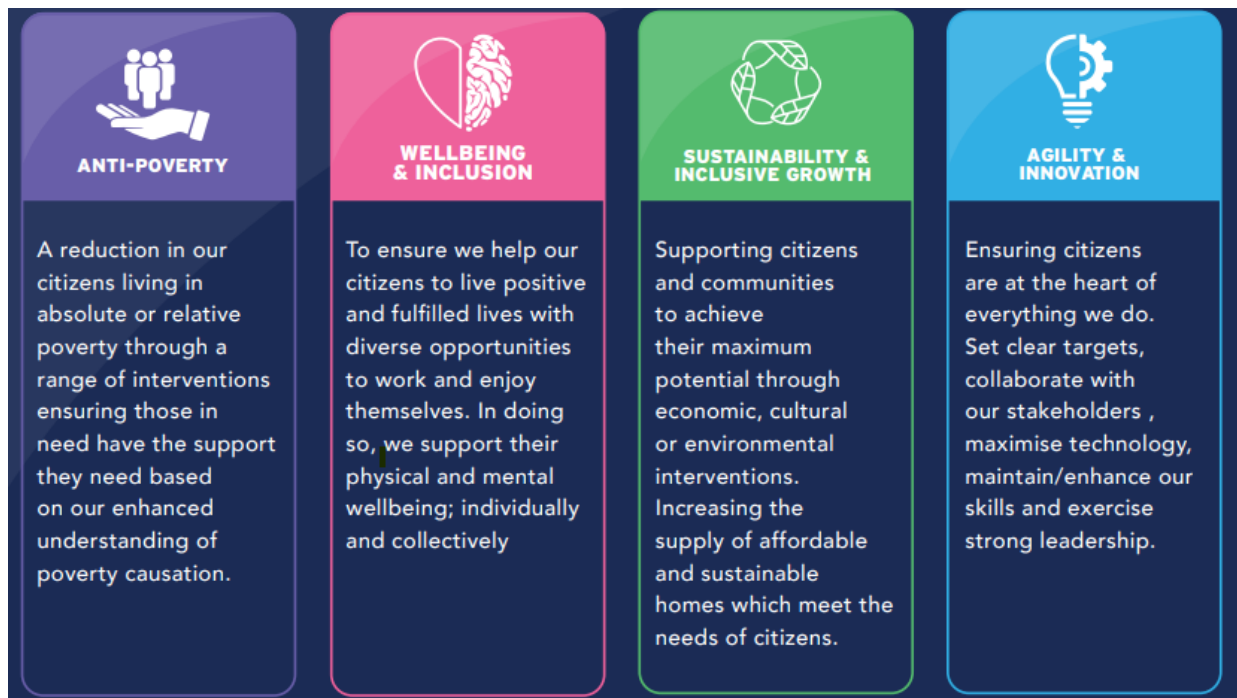 ANTI-POVERTY
A reduction in our
citizens living in
absolute or relative
poverty through a
range of interventions
ensuring those in
need have the support
they need based
on our enhanced
understanding of
poverty causation.
WELLBEING
& INCLUSION
To ensure we help our
citizens to live positive
and fulfilled lives with
diverse opportunities
to work and enjoy
themselves. In doing
so, we support their
physical and mental
wellbeing; individually
and collectively
SUSTAINABILITY &
INCLUSIVE GROWTH
Supporting citizens
and communities
to achieve
their maximum
potential through
economic, cultural
or environmental
interventions.
Increasing the
supply of affordable
and sustainable
homes which meet the
needs of citizens.
AGILITY &
INNOVATION
Ensuring citizens
are at the heart of
everything we do.
Set clear targets,
collaborate with
our stakeholders ,
maximise technology,
maintain/enhance our
skills and exercise
strong leadership.